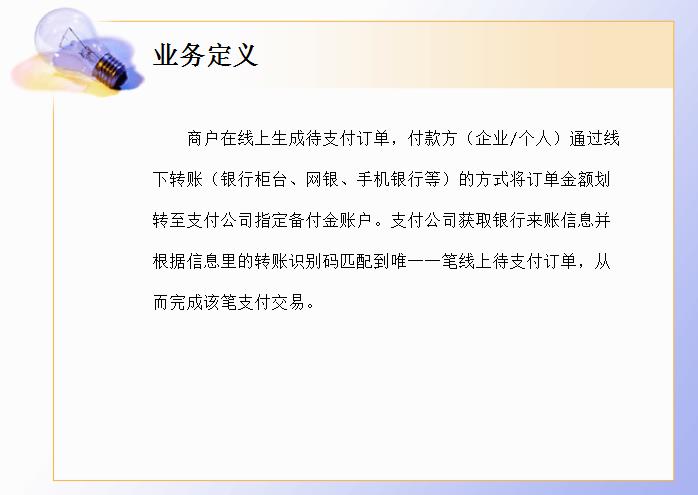 业务定义
商户在线上生成待支付订单，付款方（企业/个人）通过线
下转账（银行柜台、网银、手机银行等）的方式将订单金额划
转至支付公司指定备付金账户。支付公司获取银行来账信息并
根据信息里的转账识别码匹配到唯一一笔线上待支付订单，从
而完成该笔支付交易。